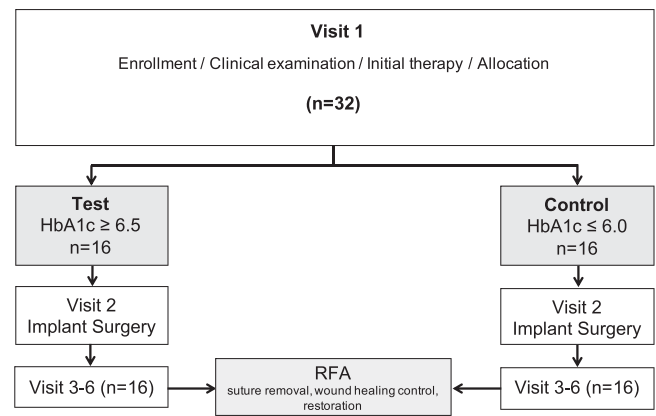 Visit 1
Enrollment / Clinical examination / Initial therapy / Allocation
(n=32)
Test
HbA1c ≥ 6.5
n=16
Control
HbA1c ≤ 6.0
n=16
Visit 2
Implant Surgery
Visit 2
Implant Surgery
Visit 3-6 (n=16)
RFA
suture removal, wound healing control,
restoration
Visit 3-6 (n=16)